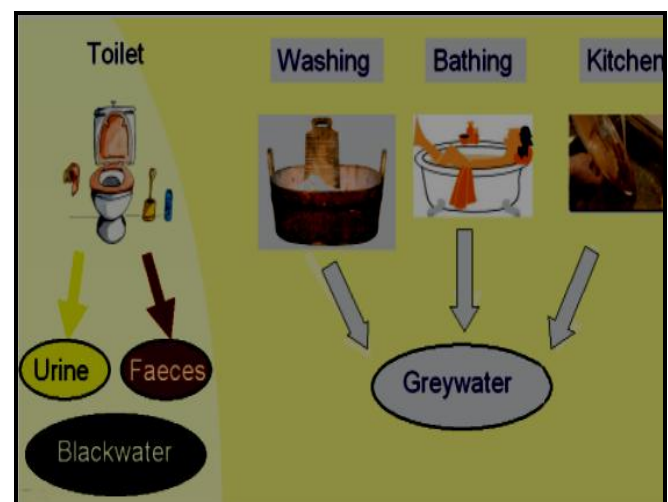 Toilet
Washing
Bathing
Kitchen
Urine
Faeces
Greywater
Blackwater